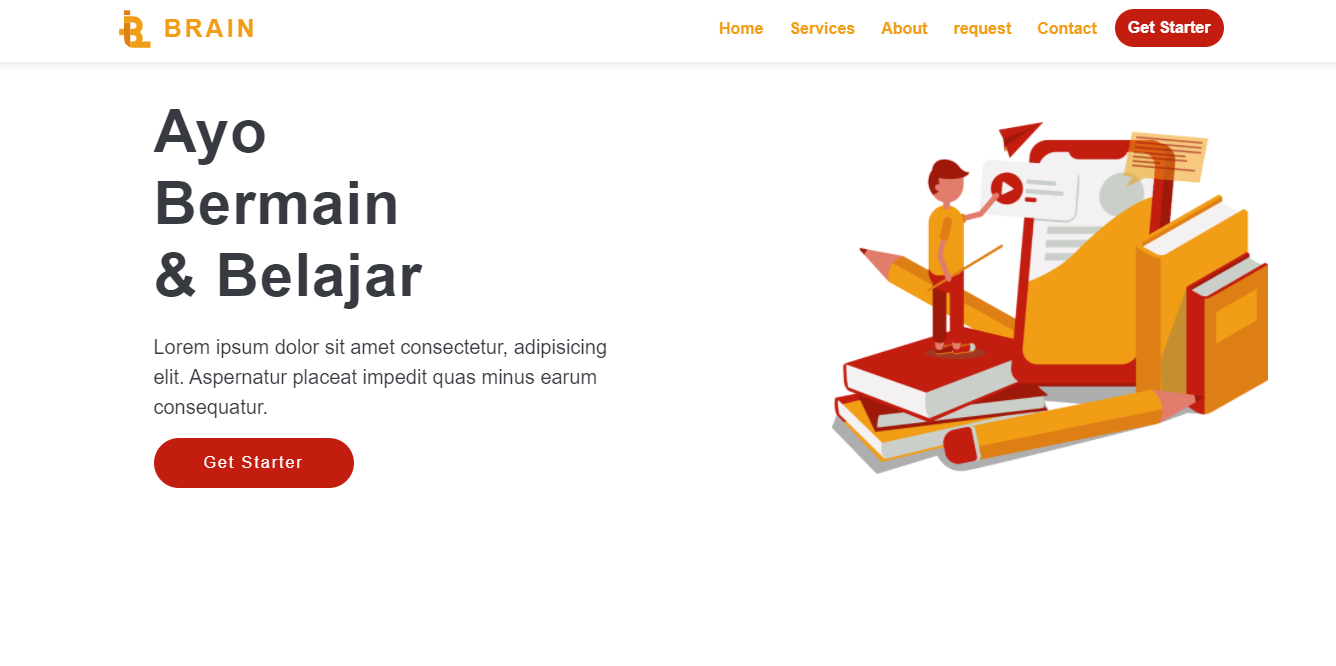 BRAIN
Home Services About request Contact Get Starter
Ayo
Bermain
& Belajar
Lorem ipsum dolor sit amet consectetur, adipisicing
elit. Aspernatur placeat impedit quas minus earum
consequatur.
Get Starter